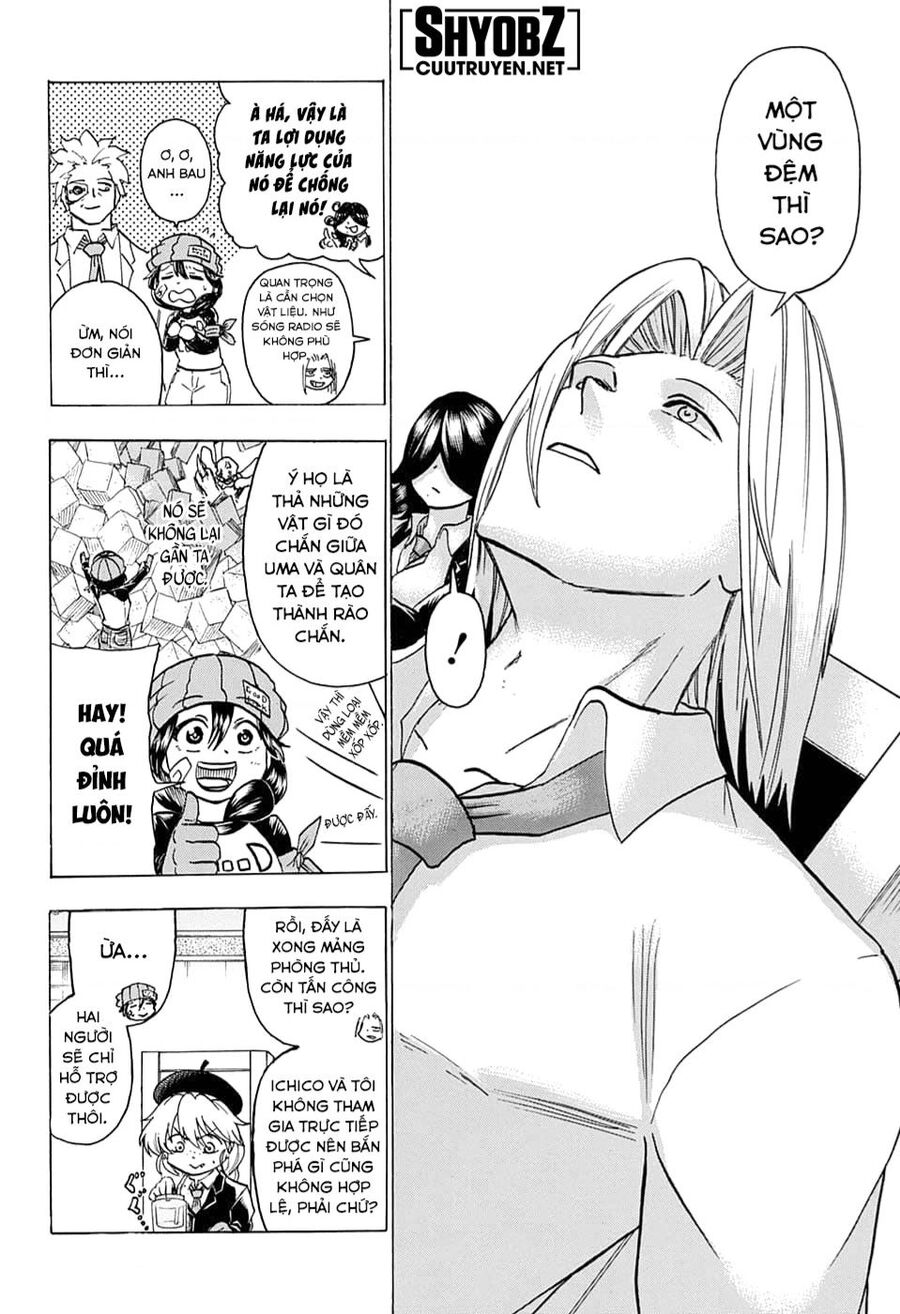 SHYOBZ
CUUTRUYEN.NET
MỘT
VÙNG
ĐỆM THÌ
SAO?
!
À HÁ, VẬY LÀ
TA LỢI DỤNG
NĂNG LỰC CỦA
NÓ ĐỂ CHỐNG
LẠI NÓ!
QUAN TRỌNG
LÀ CẦN CHỌN
VẬT LIỆU. NHƯ
SÓNG RADIO SẼ
KHÔNG PHÙ
HỢP.
Ơ, Ơ,
ANH BAU
...
ỪM, NÓI
ĐƠN GIẢN
THÌ...
Ý HỌ LÀ
THẢ NHỮNG
VẬT GÌ ĐÓ
CHẮN GIỮA
UMA VÀ QUÂN
TA ĐỂ TẠO
THÀNH RÀO
CHẮN.
NÓ SẼ
KHÔNG LẠI
GẦN TA
ĐƯỢC.
VẬY THÌ
DÙNG LOẠI
MỀM MỀM
XỐP XỐP.
ĐƯỢC ĐẤY.
HAY!
QUÁ
ĐỈNH
LUÔN!
RỒI, ĐẤY LÀ
XONG MẢNG
PHÒNG THỦ.
CÒN TẤN CÔNG
THÌ SAO?
ICHICO VÀ TÔI
KHÔNG THAM
GIA TRỰC TIẾP
ĐƯỢC NÊN BẮN
PHÁ GÌ CŨNG
KHÔNG HỢP
LỆ, PHẢI CHỨ?
ỪA...
HAI
NGƯỜI
SẼ CHỈ
HỖ TRỢ
ĐƯỢC
THÔI.